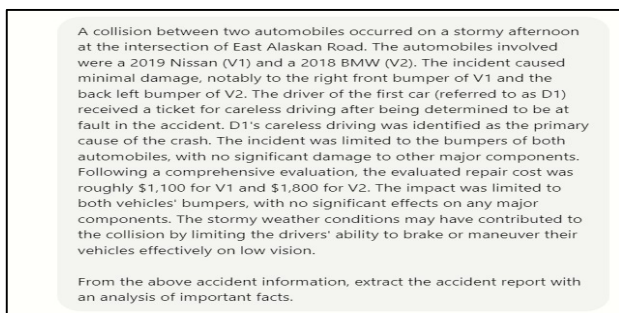 A collision between two automobiles occurred on a stormy afternoon
at the intersection of East Alaskan Road. The automobiles involved
were a 2019 Nissan (V1) and a 2018 BMW (V2). The incident caused
minimal damage, notably to the right front bumper of V1 and the
back left bumper of V2. The driver of the first car (referred to as D1)
received a ticket for careless driving after being determined to be at
fault in the accident. D1's careless driving was identified as the primary
cause of the crash. The incident was limited to the bumpers of both
automobiles, with no significant damage to other major components.
Following a comprehensive evaluation, the evaluated repair cost was
roughly $1,100 for V1 and $1,800 for V2. The impact was limited to
both vehicles' bumpers, with no significant effects on any major
components. The stormy weather conditions may have contributed to
the collision by limiting the drivers' ability to brake or maneuver their
vehicles effectively on low vision.
From the above accident information, extract the accident report with
an analysis of important facts.